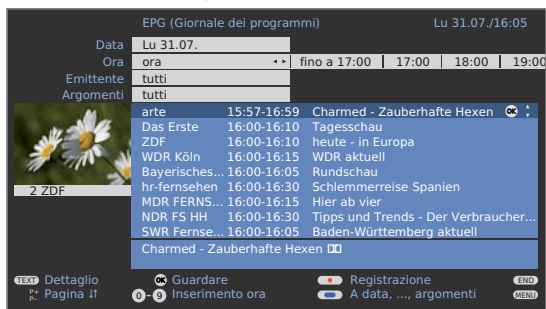 EPG (Giornale dei programmi) Lu 31.07./16:05
Data Lu 31.07.
Ora ora fino a 17:00 17:00 18:00 19:00
Emittente tutti
Argomenti tutti
arte 15:57-16:59 Charmed - Zauberhafte Hexen OK
Das Erste 16:00-16:10 Tagesschau
ZDF 16:00-16:10 heute - in Europa
WDR Köln 16:00-16:15 WDR aktuell
Bayerisches... 16:00-16:05 Rundschau
hr-fernsehen 16:00-16:30 Schlemmerreise Spanien
MDR FERNS... 16:00-16:15 Hier ab vier
NDR FS HH 16:00-16:30 Tipps und Trends - Der Verbraucher...
SWR Fernse... 16:00-16:05 Baden-Württemberg aktuell
2 ZDF
Charmed - Zauberhafte Hexen
TEXT Dettaglio OK Guardare Registrazione END
P+ P- Pagina 0-9 Inserimento ora A data, ..., argomenti MENU